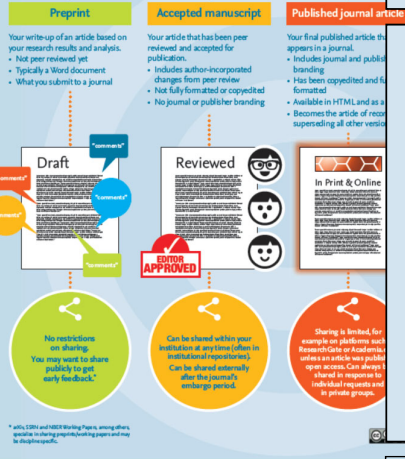 Preprint
Your write-up of an article based on
your research results and analysis.
• Not peer reviewed yet
• Typically a Word document
• What you submit to a journal
Accepted manuscript
Your article that has been peer
reviewed and accepted for
publication.
• Includes author-incorporated
changes from peer review
• Not fully formatted or copyedited
• No journal or publisher branding
Published journal article
Your final published article th
appears in a journal.
• Includes journal and publish
branding
• Has been copyedited and fu
formatted
• Available in HTML and as a
• Becomes the article of recor
superseding all other versio
"comments"
Draft
"comments"
"comments"
Reviewed
EDITOR
APPROVED
In Print & Online
No restrictions
on sharing.
You may want to share
publicly to get
early feedback.*
Can be shared within your
institution at any time (often in
institutional repositories).
Can be shared externally
after the journal's
embargo period.
Sharing is limited, for
example on platforms such
ResearchGate or Academia.
unless an article was publish
open access. Can always b
shared in response to
individual requests and
in private groups.
* arXiv, SSRN and NBER Working Papers, among others,
specialise in sharing preprints/working papers and may
be discipline specific.